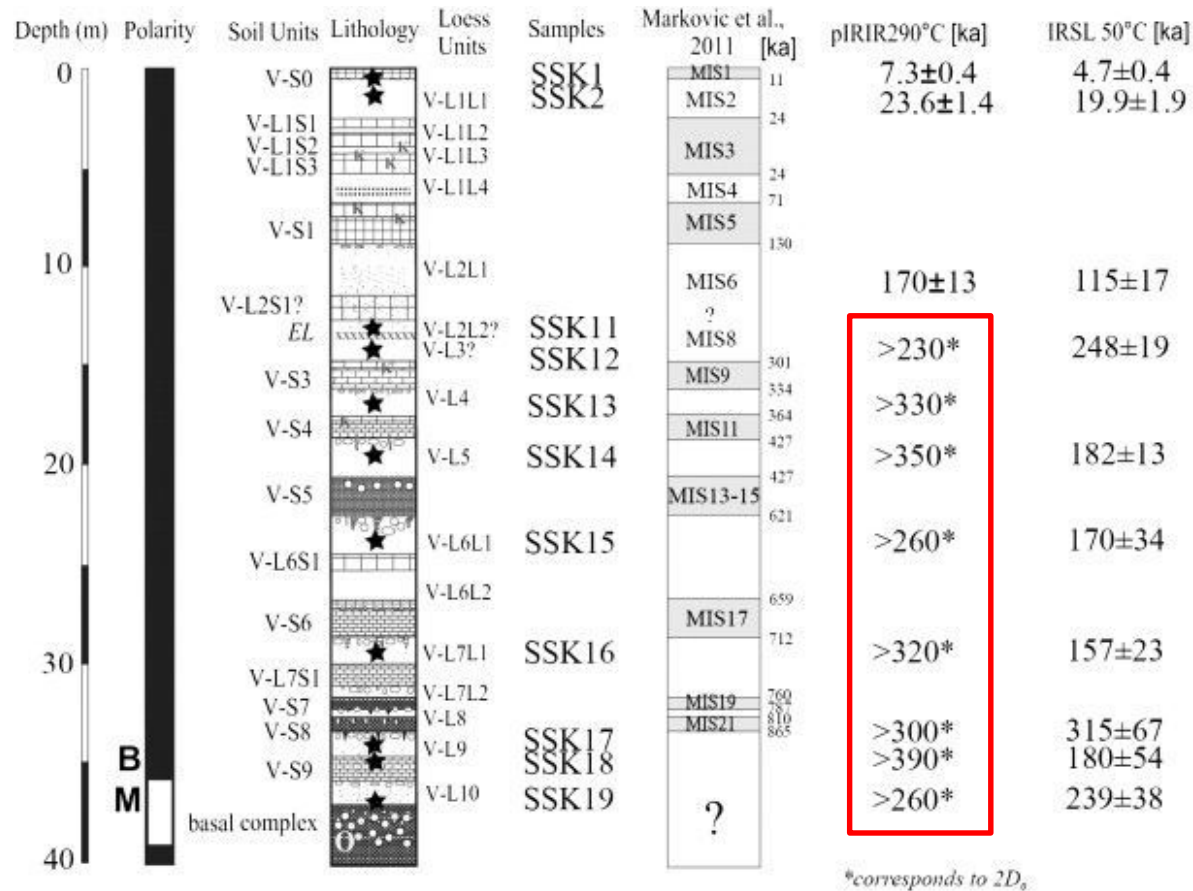 Depth (m) Polarity Soil Units Lithology Loess Units Samples Markovic et al., 2011 [ka] pIRIR290°C [ka] IRSL 50°C [ka]
0 V-S0 SSK1 MIS1 7.3±0.4 4.7±0.4
11
V-L1L1 SSK2 MIS2 23.6±1.4 19.9±1.9
24
V-L1S1
V-L1L2
V-L1S2 MIS3
V-L1L3
V-L1S3 K K
24
V-L1L4 MIS4
71
K
V-S1 K MIS5
130
10 V-L2L1 MIS6 170±13 115±17
V-L2S1?
?
EL V-L2L2? SSK11
V-L3? SSK12 MIS8 >230* 248±19
301
V-S3 K MIS9
334
V-L4 SSK13 >330*
364
V-S4 K MIS11
427
20 V-L5 SSK14 >350* 182±13
427
V-S5 MIS13-15
621
V-L6L1 SSK15 >260* 170±34
V-L6S1
V-L6L2
659
V-S6 MIS17
712
30 V-L7L1 SSK16 >320* 157±23
V-L7S1
V-L7L2 760
V-S7 MIS19
787
V-L8 810
V-S8 MIS21 >300* 315±67
865
V-L9 SSK17
B V-S9 SSK18 >390* 180±54
M V-L10 SSK19 ? >260* 239±38
basal complex
40
*corresponds to 2D₀